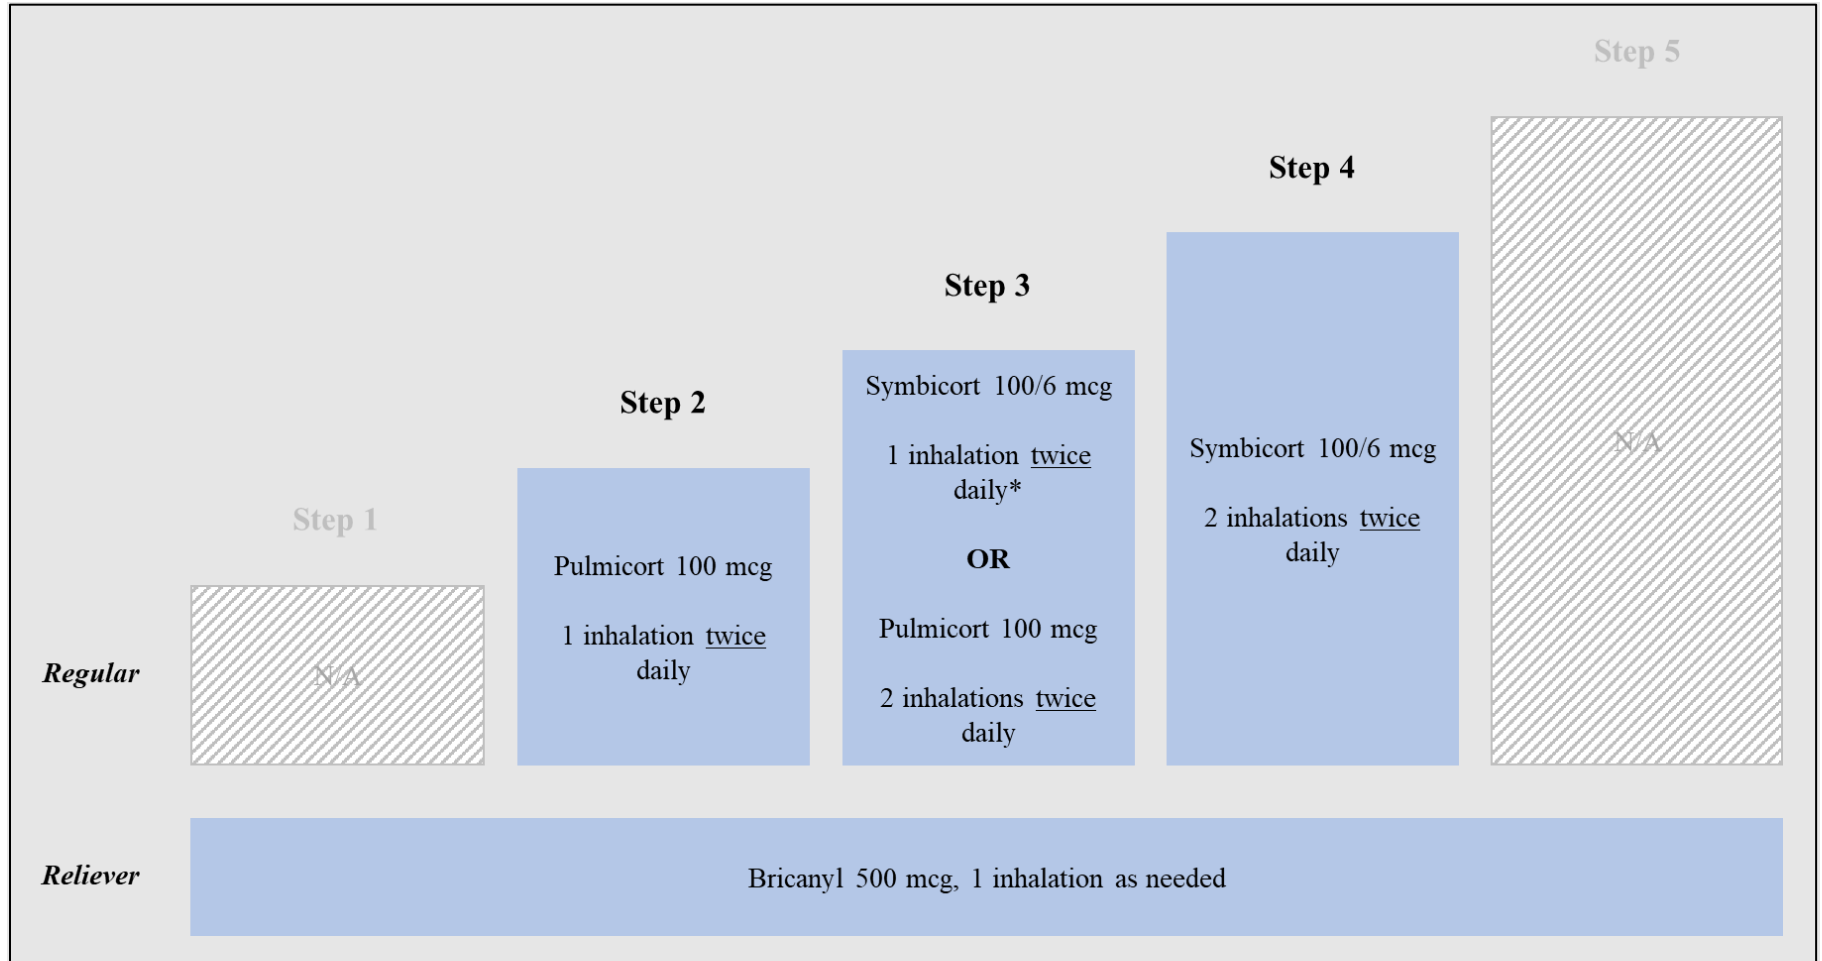 Step 5
Step 4
Step 3
Step 2
Step 1
Regular
N/A
Pulmicort 100 mcg
1 inhalation twice
daily
Symbicort 100/6 mcg
1 inhalation twice
daily*
OR
Pulmicort 100 mcg
2 inhalations twice
daily
Symbicort 100/6 mcg
2 inhalations twice
daily
N/A
Reliever
Bricanyl 500 mcg, 1 inhalation as needed